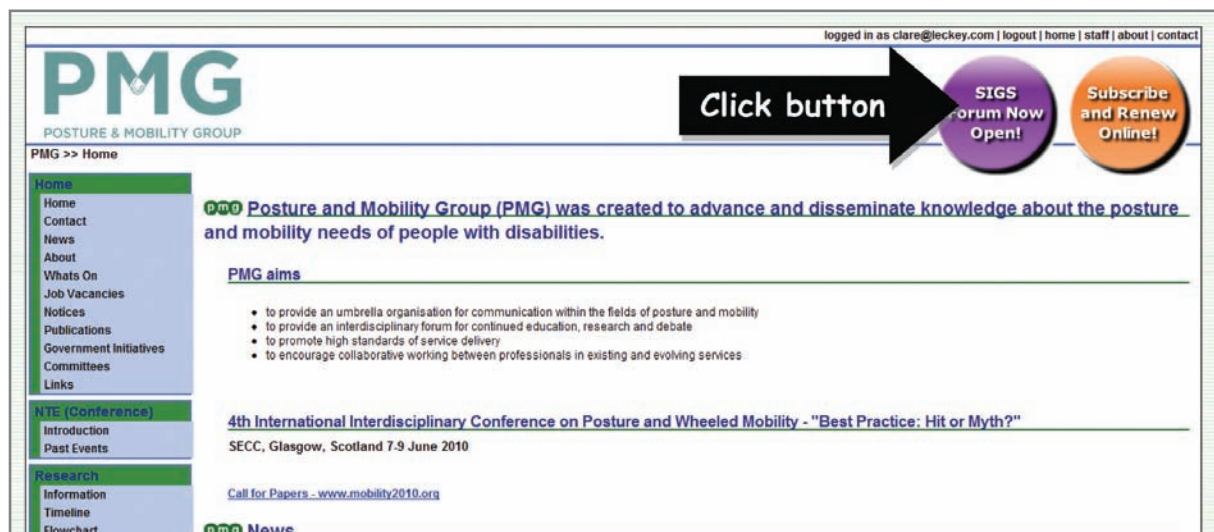 logged in as clare@leckey.com | logout | home | staff | about | contact
PMG
POSTURE & MOBILITY GROUP
Click button
SIGS
Forum Now
Open!
Subscribe
and Renew
Online!
PMG >> Home
Home
Home
Contact
News
About
Whats On
Job Vacancies
Notices
Publications
Government Initiatives
Committees
Links
NTE (Conference)
Introduction
Past Events
Research
Information
Timeline
Flowchart
pmg Posture and Mobility Group (PMG) was created to advance and disseminate knowledge about the posture
and mobility needs of people with disabilities.
PMG aims
• to provide an umbrella organisation for communication within the fields of posture and mobility
• to provide an interdisciplinary forum for continued education, research and debate
• to promote high standards of service delivery
• to encourage collaborative working between professionals in existing and evolving services
4th International Interdisciplinary Conference on Posture and Wheeled Mobility - "Best Practice: Hit or Myth?"
SECC, Glasgow, Scotland 7-9 June 2010
Call for Papers - www.mobility2010.org
pmg News